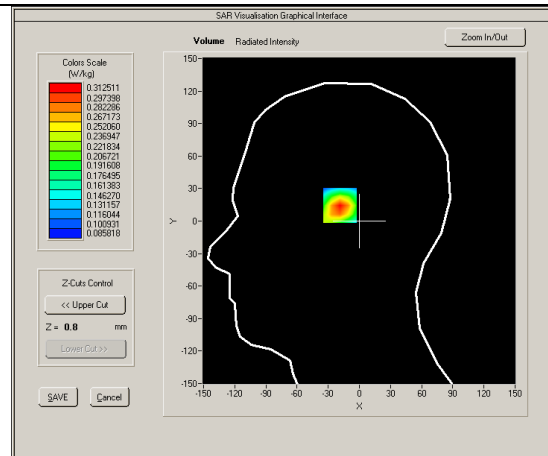 SAR Visualisation Graphical Interface
Volume Radiated Intensity
Zoom In/Out
Colors Scale
(W/kg)
0.312511
0.297398
0.282286
0.267173
0.252060
0.236947
0.221834
0.206721
0.191608
0.176495
0.161383
0.146270
0.131157
0.116044
0.100931
0.085818
Z-Cuts Control
<< Upper Cut
Z = 0.8 mm
Lower Cut >>
SAVE Cancel
150
120
90
60
30
0
-30
-60
-90
-120
-150
Y
-150 -120 -90 -60 -30 0 30 60 90 120 150
X